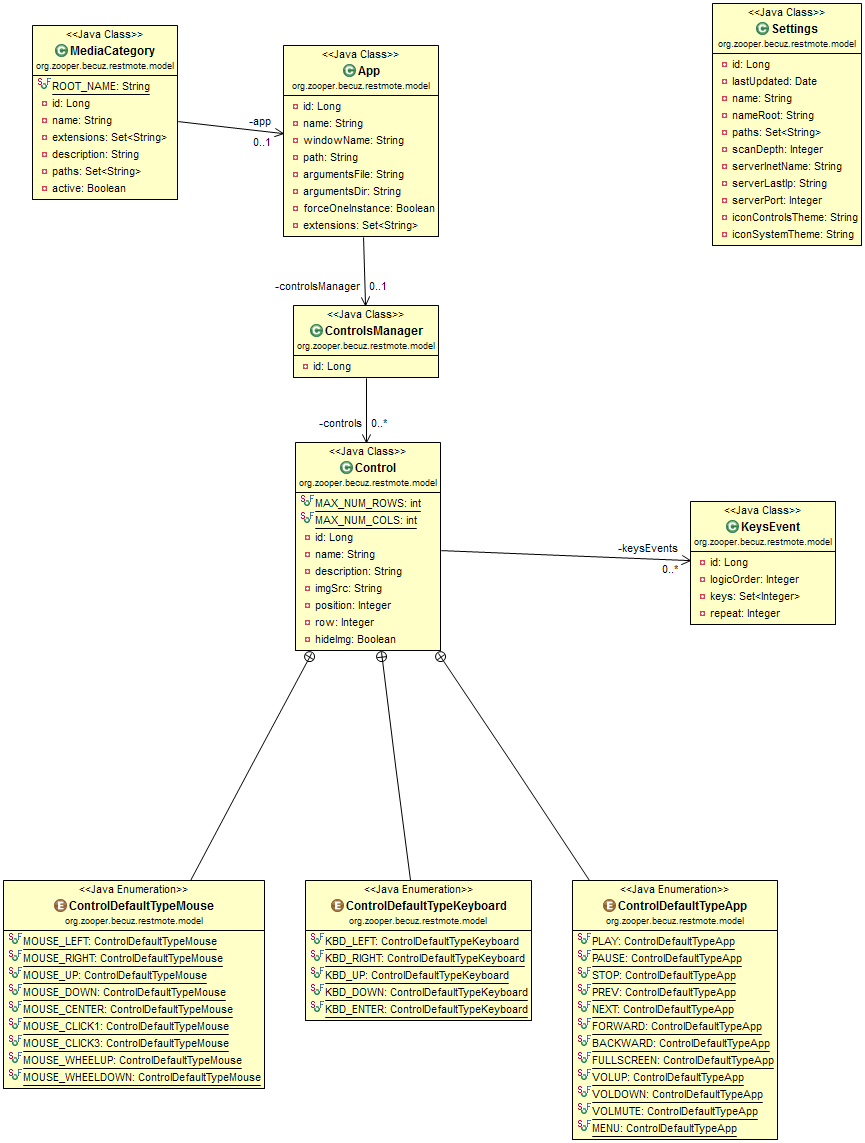 <<Java Class>>
MediaCategory
org.zooper.becuz.restmote.model
ROOT_NAME: String
id: Long
name: String
extensions: Set<String>
description: String
paths: Set<String>
active: Boolean
-app
0..1
<<Java Class>>
App
org.zooper.becuz.restmote.model
id: Long
name: String
windowName: String
path: String
argumentsFile: String
argumentsDir: String
forceOneInstance: Boolean
extensions: Set<String>
<<Java Class>>
Settings
org.zooper.becuz.restmote.model
id: Long
lastUpdated: Date
name: String
nameRoot: String
paths: Set<String>
scanDepth: Integer
serverInetName: String
serverLastIp: String
serverPort: Integer
iconControlsTheme: String
iconSystemTheme: String
-controlsManager
0..1
<<Java Class>>
ControlsManager
org.zooper.becuz.restmote.model
id: Long
-controls
0..*
<<Java Class>>
Control
org.zooper.becuz.restmote.model
MAX_NUM_ROWS: int
MAX_NUM_COLS: int
id: Long
name: String
description: String
imgSrc: String
position: Integer
row: Integer
hideImg: Boolean
-keysEvents
0..*
<<Java Class>>
KeysEvent
org.zooper.becuz.restmote.model
id: Long
logicOrder: Integer
keys: Set<Integer>
repeat: Integer
<<Java Enumeration>>
ControlDefaultTypeMouse
org.zooper.becuz.restmote.model
MOUSE_LEFT: ControlDefaultTypeMouse
MOUSE_RIGHT: ControlDefaultTypeMouse
MOUSE_UP: ControlDefaultTypeMouse
MOUSE_DOWN: ControlDefaultTypeMouse
MOUSE_CENTER: ControlDefaultTypeMouse
MOUSE_CLICK1: ControlDefaultTypeMouse
MOUSE_CLICK3: ControlDefaultTypeMouse
MOUSE_WHEELUP: ControlDefaultTypeMouse
MOUSE_WHEELDOWN: ControlDefaultTypeMouse
<<Java Enumeration>>
ControlDefaultTypeKeyboard
org.zooper.becuz.restmote.model
KBD_LEFT: ControlDefaultTypeKeyboard
KBD_RIGHT: ControlDefaultTypeKeyboard
KBD_UP: ControlDefaultTypeKeyboard
KBD_DOWN: ControlDefaultTypeKeyboard
KBD_ENTER: ControlDefaultTypeKeyboard
<<Java Enumeration>>
ControlDefaultTypeApp
org.zooper.becuz.restmote.model
PLAY: ControlDefaultTypeApp
PAUSE: ControlDefaultTypeApp
STOP: ControlDefaultTypeApp
PREV: ControlDefaultTypeApp
NEXT: ControlDefaultTypeApp
FORWARD: ControlDefaultTypeApp
BACKWARD: ControlDefaultTypeApp
FULLSCREEN: ControlDefaultTypeApp
VOLUP: ControlDefaultTypeApp
VOLDOWN: ControlDefaultTypeApp
VOLMUTE: ControlDefaultTypeApp
MENU: ControlDefaultTypeApp